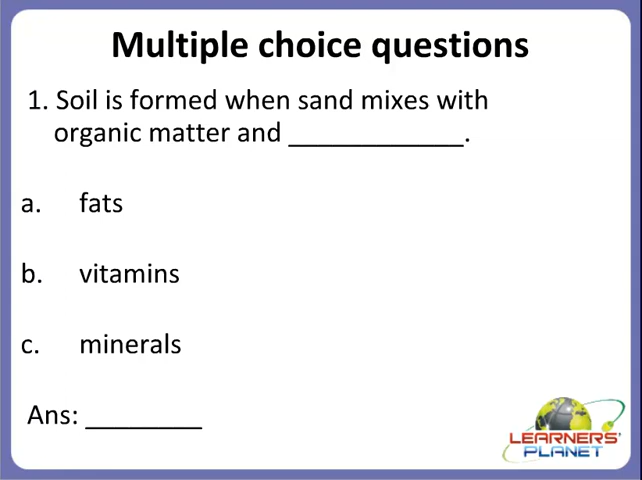 Multiple choice questions
1. Soil is formed when sand mixes with
organic matter and ____________.
a. fats
b. vitamins
c. minerals
Ans: ________
LEARNERS'
PLANET